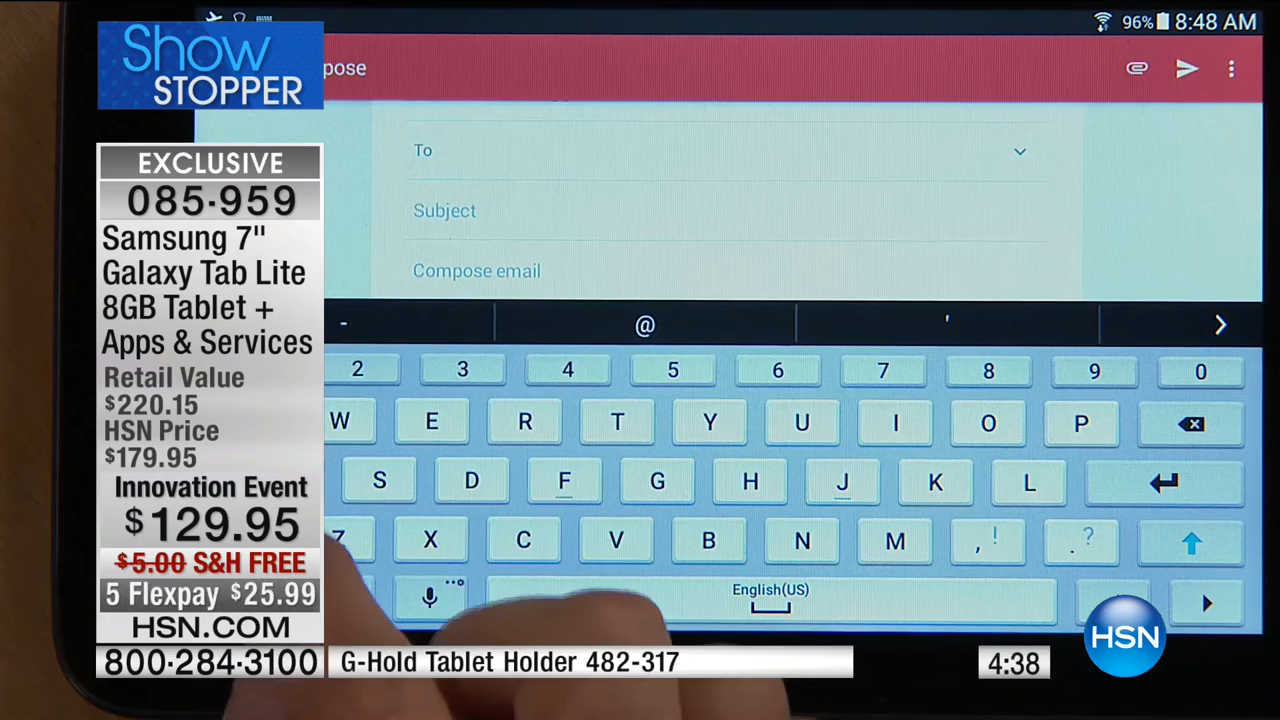 Show
STOPPER
EXCLUSIVE
085•959
Samsung 7"
Galaxy Tab Lite
8GB Tablet +
Apps & Services
Retail Value
$220.15
HSN Price
$179.95
Innovation Event
$129.95
$5.00 S&H FREE
5 Flexpay $25.99
HSN.COM
800•284•3100
G-Hold Tablet Holder 482-317
4:38
HSN
96% 8:48 AM
pose
To
Subject
Compose email
- @ '
2 3 4 5 6 7 8 9 0
W E R T Y U I O P
S D F G H J K L
Z X C V B N M , ! . ?
English(US)